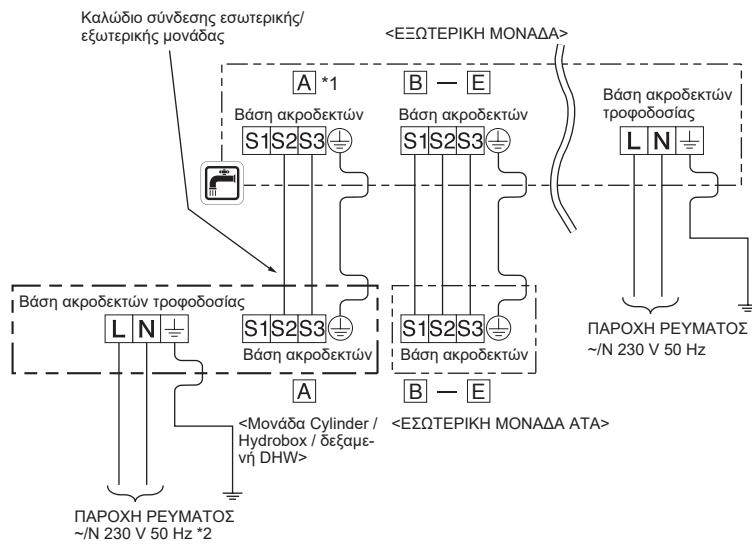 Καλώδιο σύνδεσης εσωτερικής/
εξωτερικής μονάδας
<ΕΞΩΤΕΡΙΚΗ ΜΟΝΑΔΑ>
A *1
B — E
Βάση ακροδεκτών
S1 S2 S3
Βάση ακροδεκτών
S1 S2 S3
Βάση ακροδεκτών
τροφοδοσίας
L N
Βάση ακροδεκτών τροφοδοσίας
L N
S1 S2 S3
Βάση ακροδεκτών
S1 S2 S3
Βάση ακροδεκτών
ΠΑΡΟΧΗ ΡΕΥΜΑΤΟΣ
~/N 230 V 50 Hz
A
B — E
<Μονάδα Cylinder /
Hydrobox / δεξαμε-
νή DHW>
<ΕΣΩΤΕΡΙΚΗ ΜΟΝΑΔΑ ATA>
ΠΑΡΟΧΗ ΡΕΥΜΑΤΟΣ
~/N 230 V 50 Hz *2